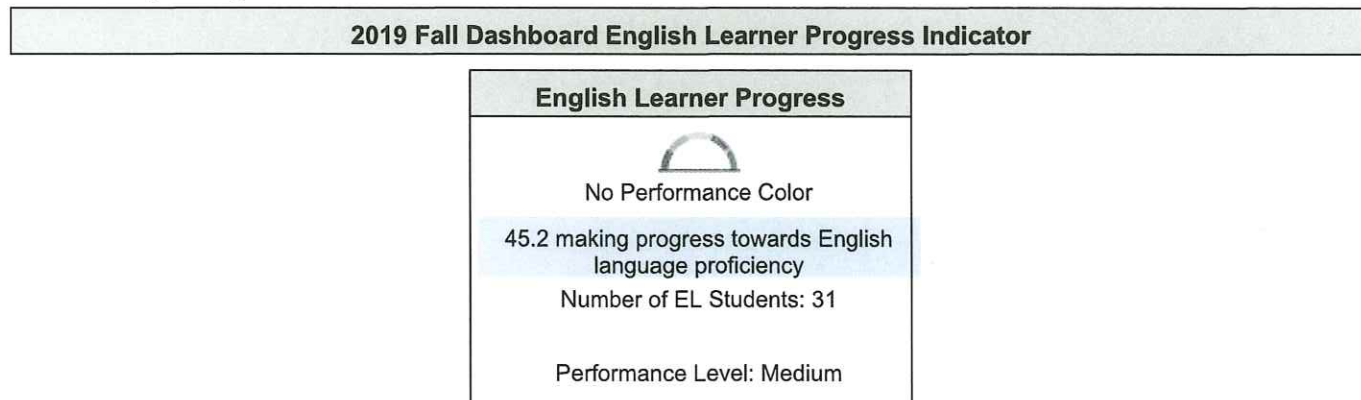 2019 Fall Dashboard English Learner Progress Indicator
English Learner Progress
No Performance Color
45.2 making progress towards English
language proficiency
Number of EL Students: 31
Performance Level: Medium